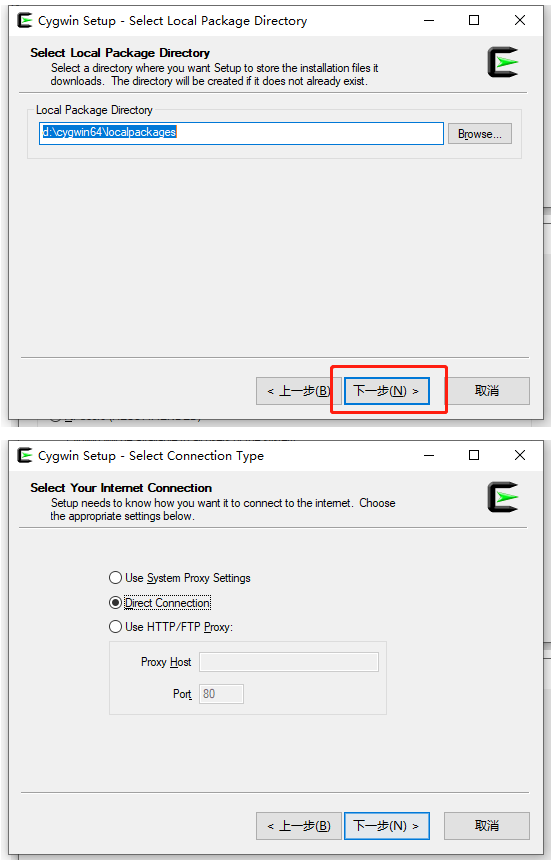 Cygwin Setup - Select Local Package Directory
Select Local Package Directory
Select a directory where you want Setup to store the installation files it
downloads. The directory will be created if it does not already exist.
Local Package Directory
d:\cygwin64\localpackages
Browse...
< 上一步(B)
下一步(N) >
取消
Cygwin Setup - Select Connection Type
Select Your Internet Connection
Setup needs to know how you want it to connect to the internet. Choose
the appropriate settings below.
Use System Proxy Settings
Direct Connection
Use HTTP/FTP Proxy:
Proxy Host
Port
80
< 上一步(B)
下一步(N) >
取消